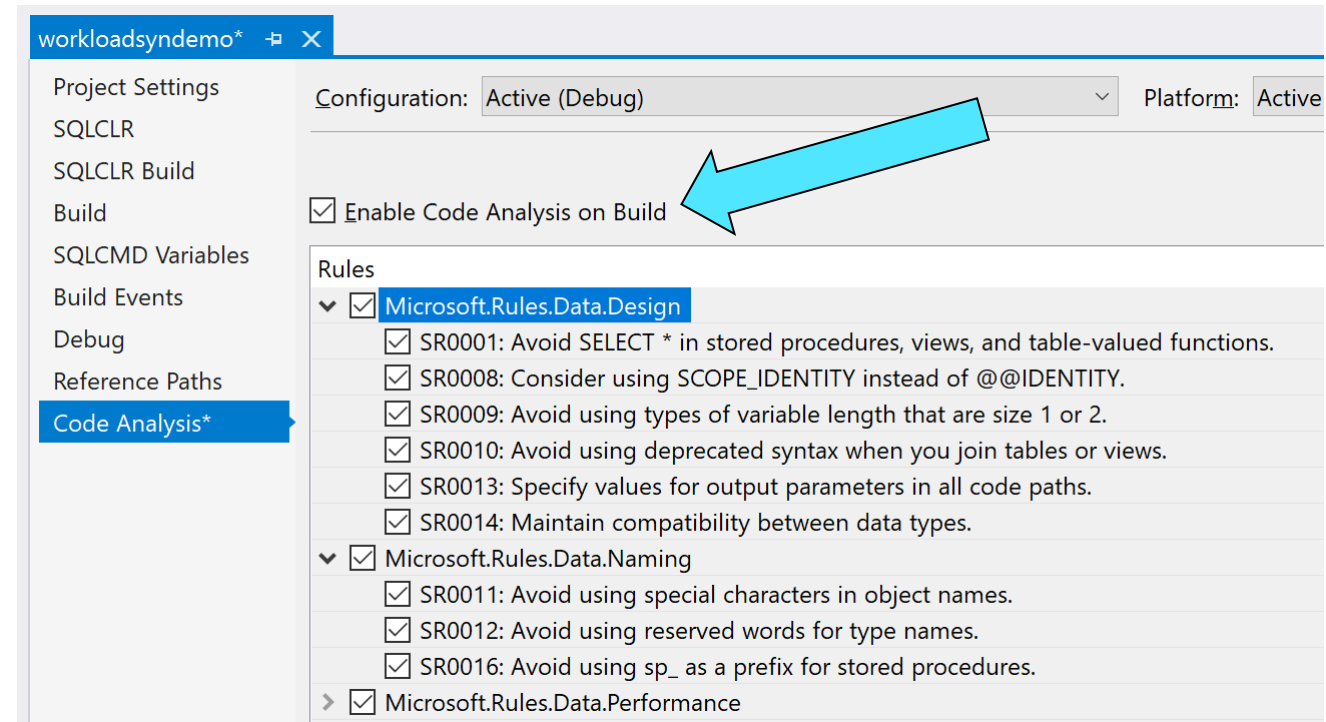 workloadsyndemo*
Project Settings
SQLCLR
SQLCLR Build
Build
SQLCMD Variables
Build Events
Debug
Reference Paths
Code Analysis*
Configuration: Active (Debug) Platform: Active
Enable Code Analysis on Build
Rules
Microsoft.Rules.Data.Design
SR0001: Avoid SELECT * in stored procedures, views, and table-valued functions.
SR0008: Consider using SCOPE_IDENTITY instead of @@IDENTITY.
SR0009: Avoid using types of variable length that are size 1 or 2.
SR0010: Avoid using deprecated syntax when you join tables or views.
SR0013: Specify values for output parameters in all code paths.
SR0014: Maintain compatibility between data types.
Microsoft.Rules.Data.Naming
SR0011: Avoid using special characters in object names.
SR0012: Avoid using reserved words for type names.
SR0016: Avoid using sp_ as a prefix for stored procedures.
Microsoft.Rules.Data.Performance